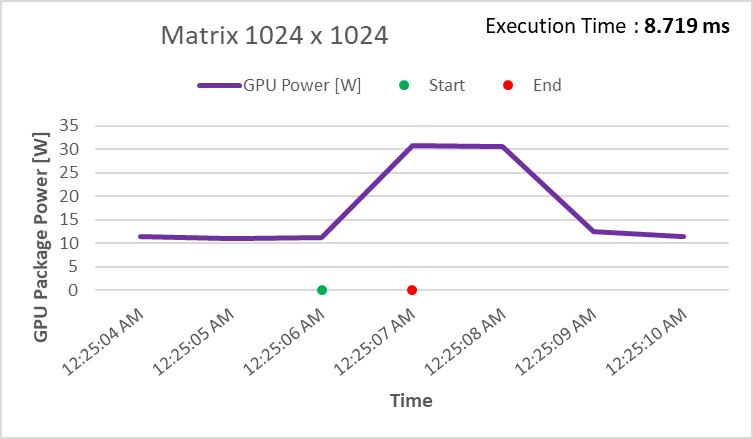 Matrix 1024 x 1024
Execution Time : 8.719 ms
GPU Power [W]
Start
End
GPU Package Power [W]
35
30
25
20
15
10
5
0
12:25:04 AM
12:25:05 AM
12:25:06 AM
12:25:07 AM
12:25:08 AM
12:25:09 AM
12:25:10 AM
Time